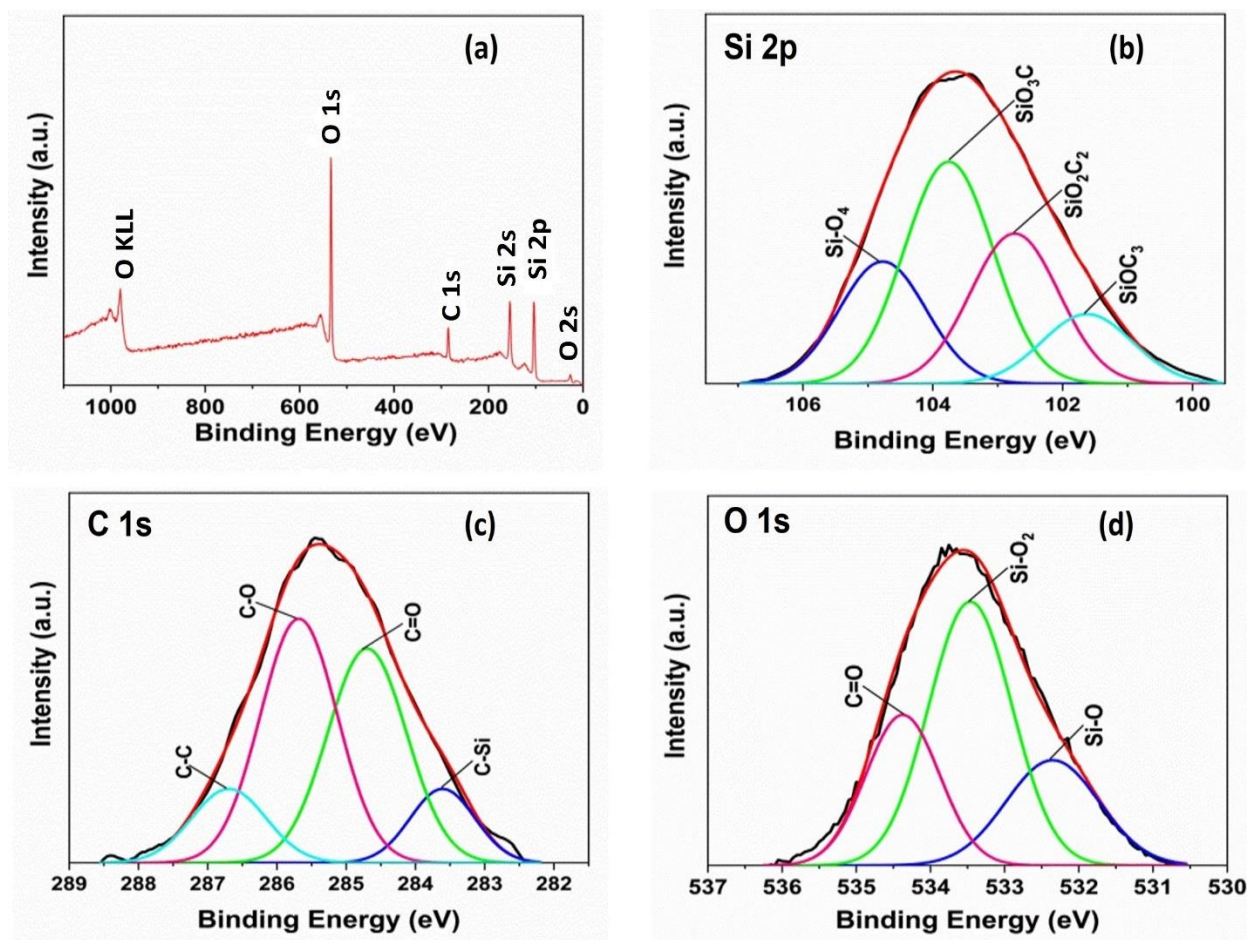 (a)
O KLL
O 1s
C 1s
Si 2s
Si 2p
O 2s
Intensity (a.u.)
1000 800 600 400 200 0
Binding Energy (eV)
Si 2p
(b)
Si-O₄
SiO₃C
SiO₂C₂
SiOC₃
Intensity (a.u.)
106 104 102 100
Binding Energy (eV)
C 1s
(c)
C-C
C-O
C=O
C-Si
Intensity (a.u.)
289 288 287 286 285 284 283 282
Binding Energy (eV)
O 1s
(d)
C=O
Si-O₂
Si-O
Intensity (a.u.)
537 536 535 534 533 532 531 530
Binding Energy (eV)